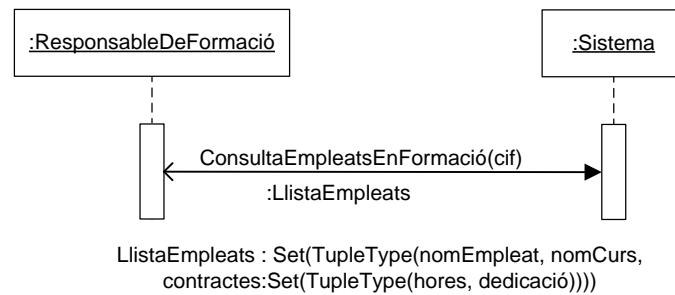 :ResponsableDeFormació
:Sistema
ConsultaEmpleatsEnFormació(cif)
:LlistaEmpleats
LlistaEmpleats : Set(TupleType(nomEmpleat, nomCurs,
contractes:Set(TupleType(hores, dedicació))))